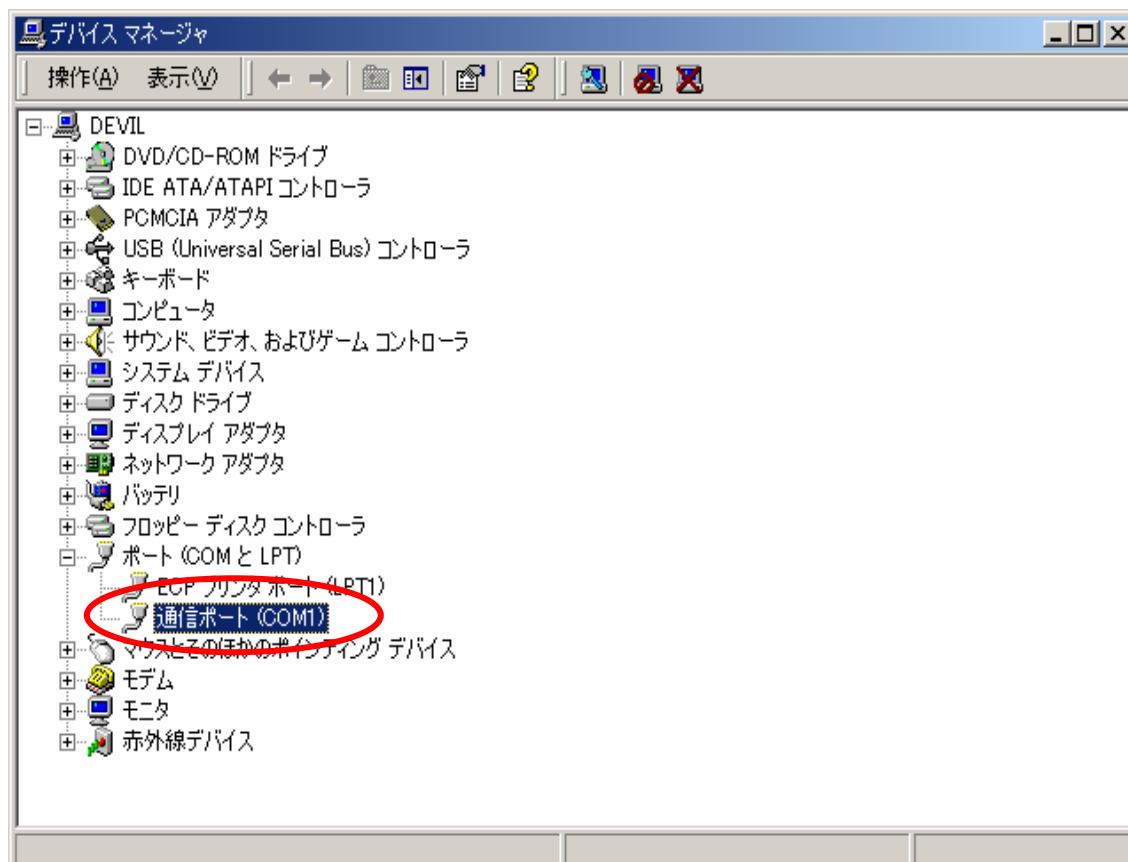 デバイス マネージャ
操作(A) 表示(V)
DEVIL
DVD/CD-ROM ドライブ
IDE ATA/ATAPI コントローラ
PCMCIA アダプタ
USB (Universal Serial Bus) コントローラ
キーボード
コンピュータ
サウンド、ビデオ、およびゲーム コントローラ
システム デバイス
ディスク ドライブ
ディスプレイ アダプタ
ネットワーク アダプタ
バッテリ
フロッピー ディスク コントローラ
ポート (COM と LPT)
ECP プリンタ ポート (LPT1)
通信ポート (COM1)
マウスとそのほかのポインティング デバイス
モデム
モニタ
赤外線デバイス